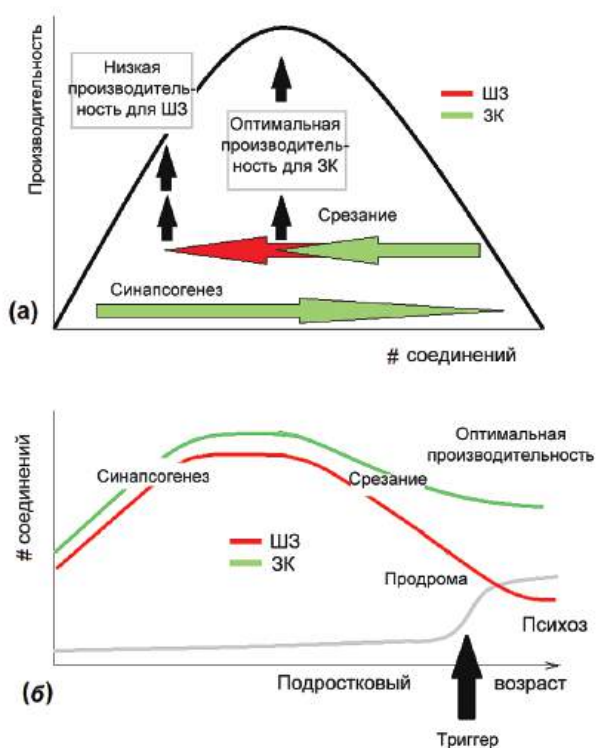 Производительность
Низкая
производитель-
ность для ШЗ
Оптимальная
производитель-
ность для ЗК
ШЗ
ЗК
Срезание
Синапсогенез
(а)
# соединений
# соединений
Синапсогенез
Срезание
Оптимальная
производительность
ШЗ
ЗК
Продрома
Психоз
(б)
Подростковый возраст
Триггер